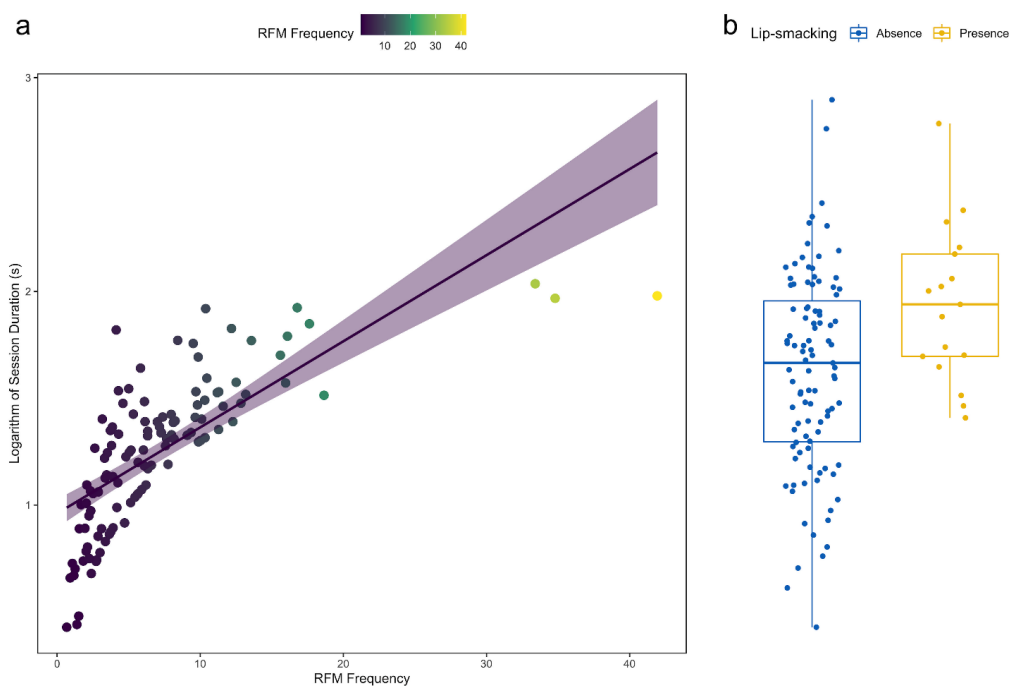 a
RFM Frequency
10 20 30 40
b
Lip-smacking Absence Presence
Logarithm of Session Duration (s)
3
2
1
0 10 20 30 40
RFM Frequency